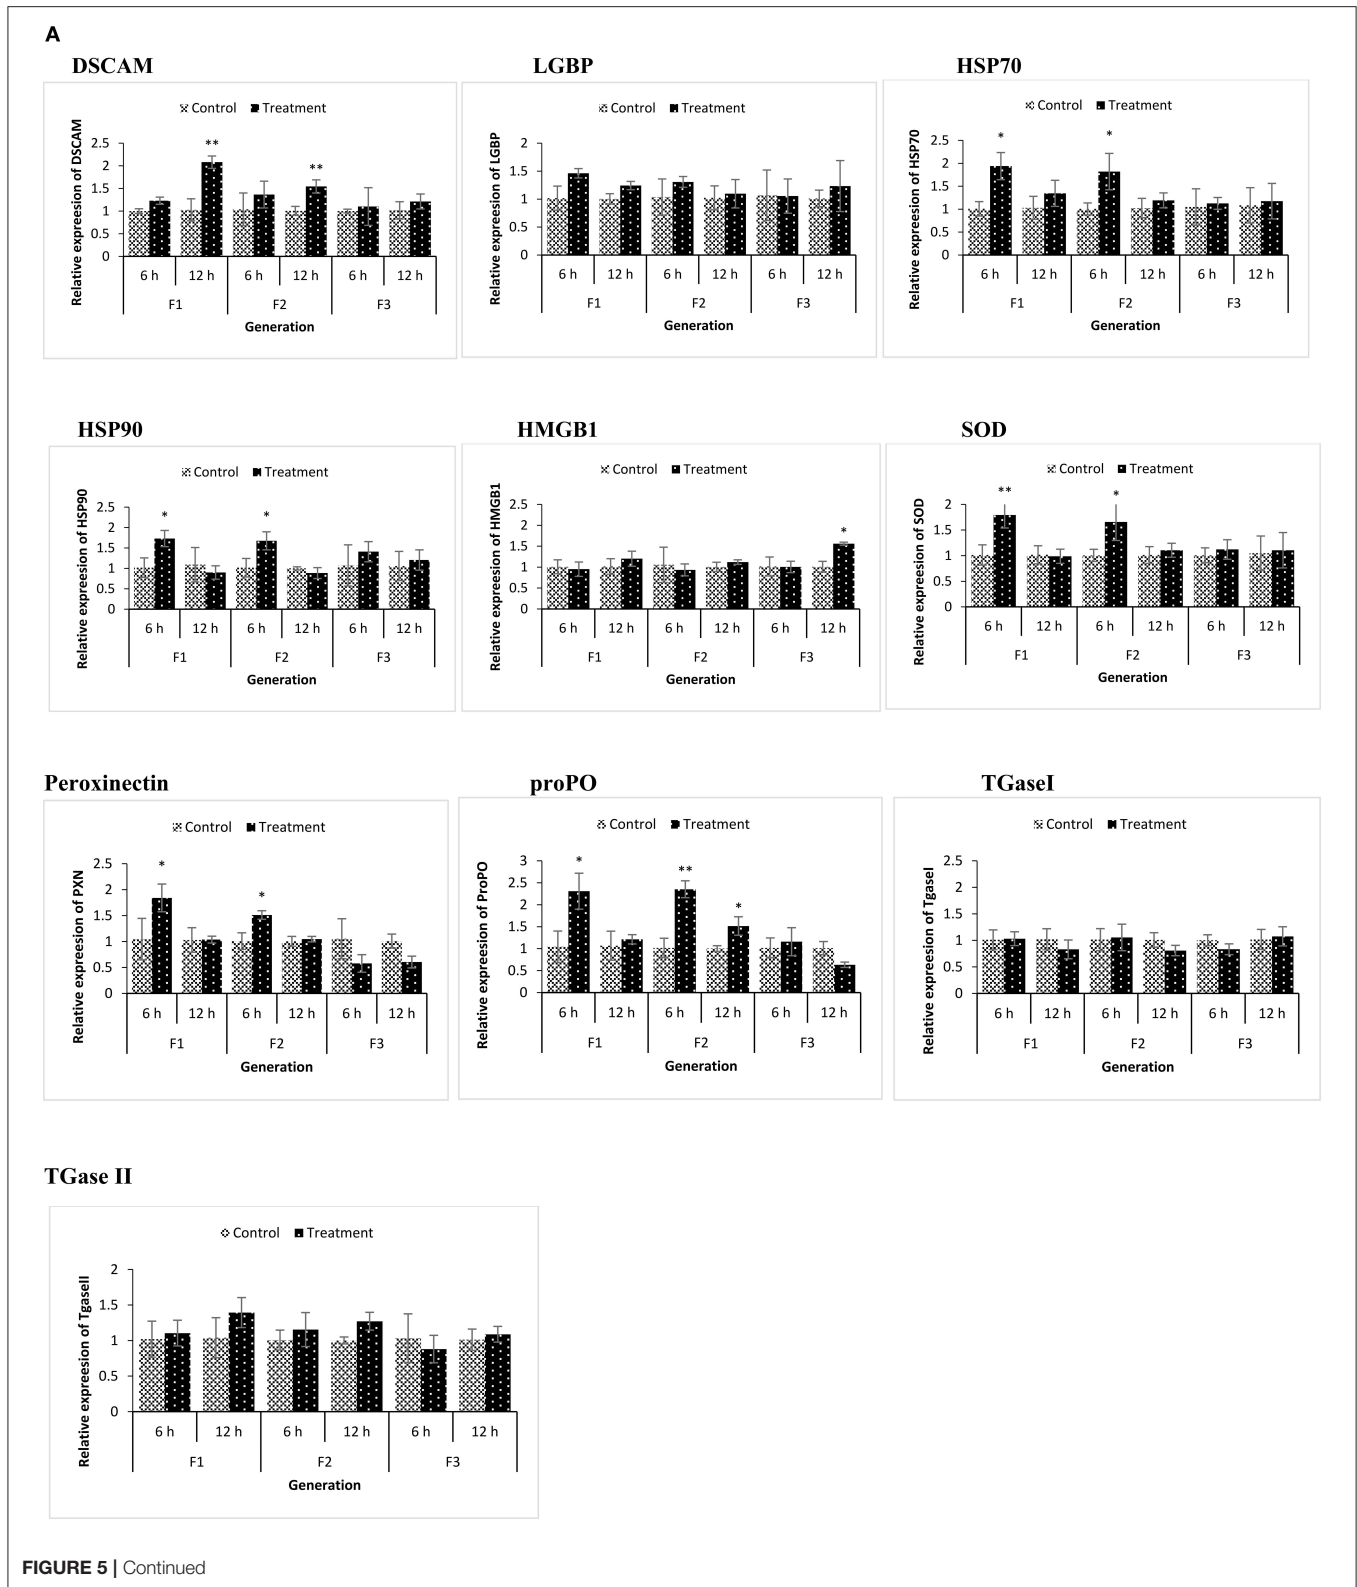 A
DSCAM LGBP HSP70
Control Treatment
Relative expreesion of DSCAM
2.5
2
1.5
1
0.5
0
** **
6 h 12 h 6 h 12 h 6 h 12 h
F1 F2 F3
Generation
Control Treatment
Relative expreesion of LGBP
2
1.5
1
0.5
0
6 h 12 h 6 h 12 h 6 h 12 h
F1 F2 F3
Generation
Control Treatment
Relative expreesion of HSP70
2.5
2
1.5
1
0.5
0
* *
6 h 12 h 6 h 12 h 6 h 12 h
F1 F2 F3
Generation
HSP90 HMGB1 SOD
Control Treatment
Relative expreesion of HSP90
2.5
2
1.5
1
0.5
0
* *
6 h 12 h 6 h 12 h 6 h 12 h
F1 F2 F3
Generation
Control Treatment
Relative expreesion of HMGB1
2.5
2
1.5
1
0.5
0
*
6 h 12 h 6 h 12 h 6 h 12 h
F1 F2 F3
Generation
Control Treatment
Relative expreesion of SOD
2
1.5
1
0.5
0
** *
6 h 12 h 6 h 12 h 6 h 12 h
F1 F2 F3
Generation
Peroxinectin proPO TGaseI
Control Treatment
Relative expreesion of PXN
2.5
2
1.5
1
0.5
0
* *
6 h 12 h 6 h 12 h 6 h 12 h
F1 F2 F3
Generation
Control Treatment
Relative expreesion of ProPO
3
2.5
2
1.5
1
0.5
0
* ** *
6 h 12 h 6 h 12 h 6 h 12 h
F1 F2 F3
Generation
Control Treatment
Relative expreesion of TgaseI
2.5
2
1.5
1
0.5
0
6 h 12 h 6 h 12 h 6 h 12 h
F1 F2 F3
Generation
TGase II
Control Treatment
Relative expreesion of TgaseII
2
1.5
1
0.5
0
6 h 12 h 6 h 12 h 6 h 12 h
F1 F2 F3
Generation
FIGURE 5 | Continued